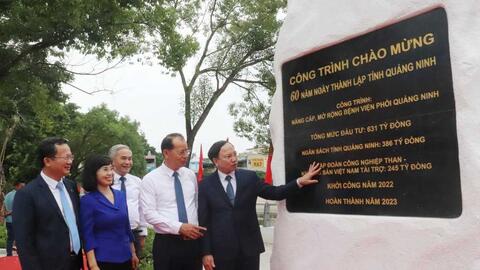 CÔNG TRÌNH CHÀO MỪNG
60 NĂM NGÀY THÀNH LẬP TỈNH QUẢNG NINH
CÔNG TRÌNH:
NÂNG CẤP, MỞ RỘNG BỆNH VIỆN PHỔI QUẢNG NINH
TỔNG MỨC ĐẦU TƯ: 631 TỶ ĐỒNG
NGÂN SÁCH TỈNH QUẢNG NINH: 386 TỶ ĐỒNG
ĐOÀN CÔNG NGHIỆP THAN -
SẢN VIỆT NAM TÀI TRỢ: 245 TỶ ĐỒNG
KHỞI CÔNG NĂM 2022
HOÀN THÀNH NĂM 2023